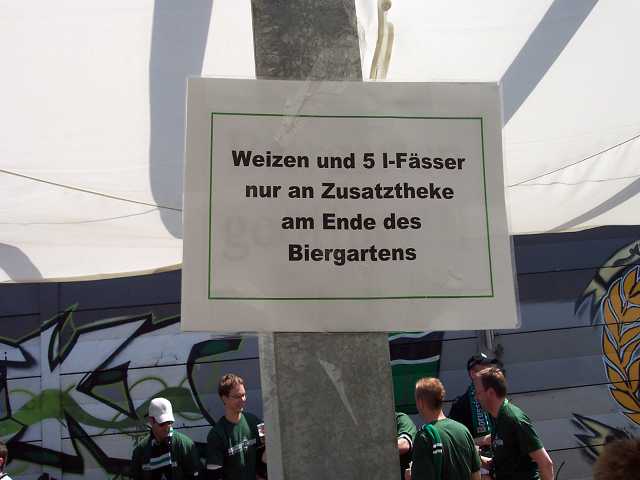 Weizen und 5 l-Fässer
nur an Zusatztheke
am Ende des
Biergartens